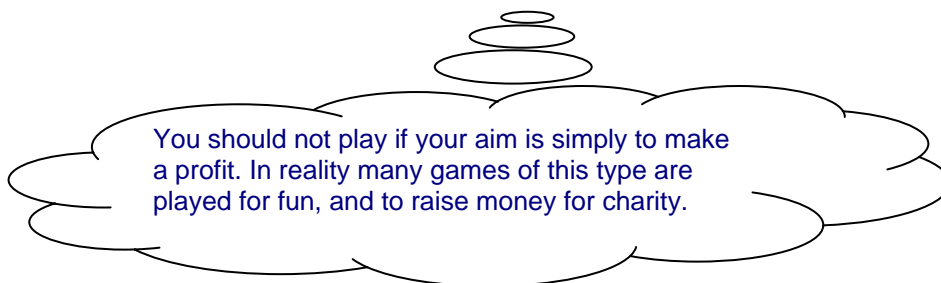 You should not play if your aim is simply to make
a profit. In reality many games of this type are
played for fun, and to raise money for charity.